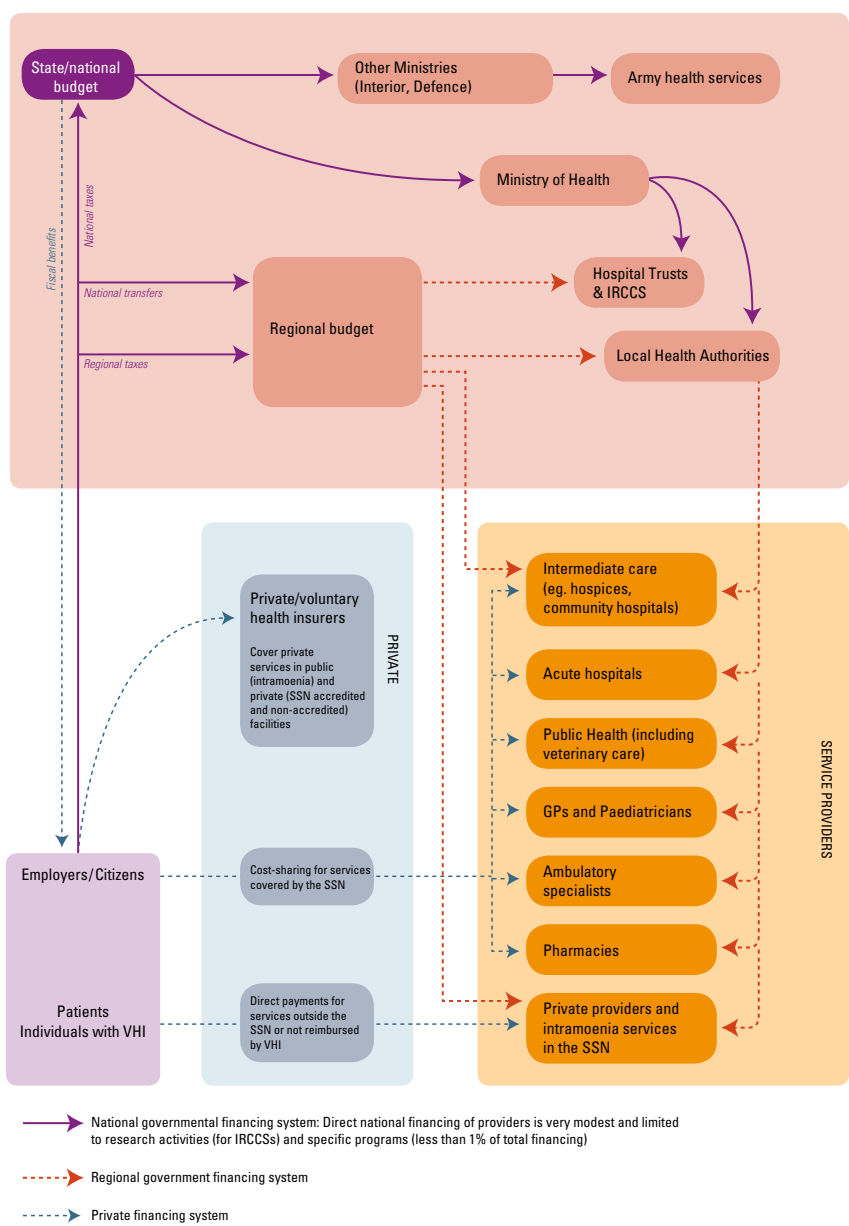 State/national
budget
Other Ministries
(Interior, Defence)
Army health services
Ministry of Health
National taxes
Fiscal benefits
National transfers
Regional taxes
Regional budget
Hospital Trusts
& IRCCS
Local Health Authorities
Private/voluntary
health insurers
Cover private
services in public
(intramoenia) and
private (SSN accredited
and non-accredited)
facilities
PRIVATE
Intermediate care
(eg. hospices,
community hospitals)
Acute hospitals
Public Health (including
veterinary care)
GPs and Paediatricians
SERVICE PROVIDERS
Employers/Citizens
Cost-sharing for services
covered by the SSN
Ambulatory
specialists
Pharmacies
Patients
Individuals with VHI
Direct payments for
services outside the
SSN or not reimbursed
by VHI
Private providers and
intramoenia services
in the SSN
National governmental financing system: Direct national financing of providers is very modest and limited
to research activities (for IRCCSs) and specific programs (less than 1% of total financing)
Regional government financing system
Private financing system